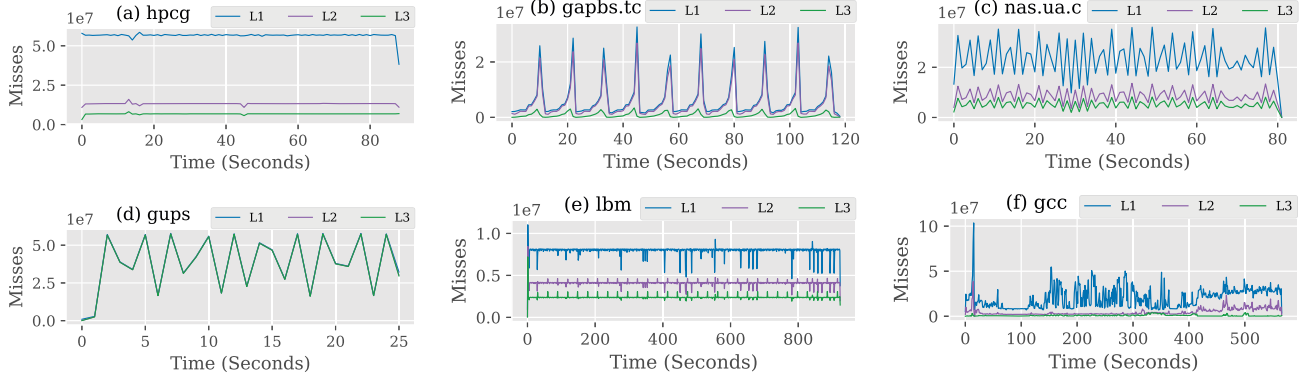 (a) hpcg
L1 L2 L3
1e7
5.0
2.5
0.0
Misses
0 20 40 60 80
Time (Seconds)
(b) gapbs.tc
L1 L2 L3
1e7
2
0
Misses
0 20 40 60 80 100 120
Time (Seconds)
(c) nas.ua.c
L1 L2 L3
1e7
2
0
Misses
0 20 40 60 80
Time (Seconds)
(d) gups
L1 L2 L3
1e7
5.0
2.5
0.0
Misses
0 5 10 15 20 25
Time (Seconds)
(e) lbm
L1 L2 L3
1e7
1.0
0.5
0.0
Misses
0 200 400 600 800
Time (Seconds)
(f) gcc
L1 L2 L3
1e7
10
5
0
Misses
0 100 200 300 400 500
Time (Seconds)